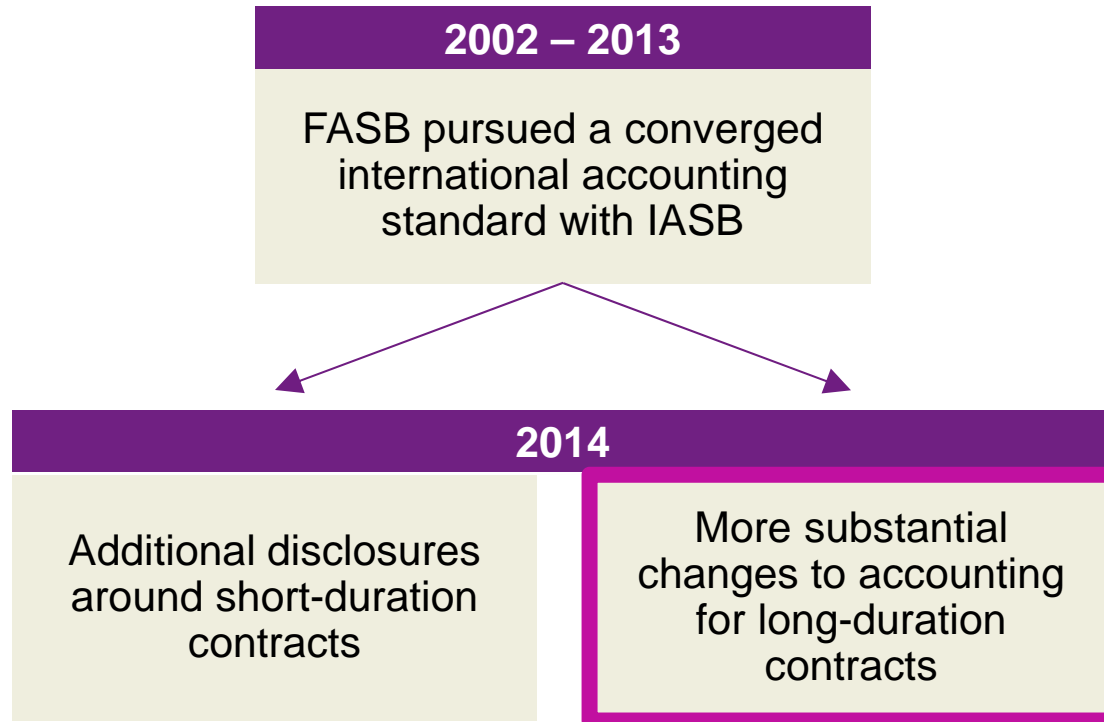 2002 – 2013
FASB pursued a converged
international accounting
standard with IASB
2014
Additional disclosures
around short-duration
contracts
More substantial
changes to accounting
for long-duration
contracts